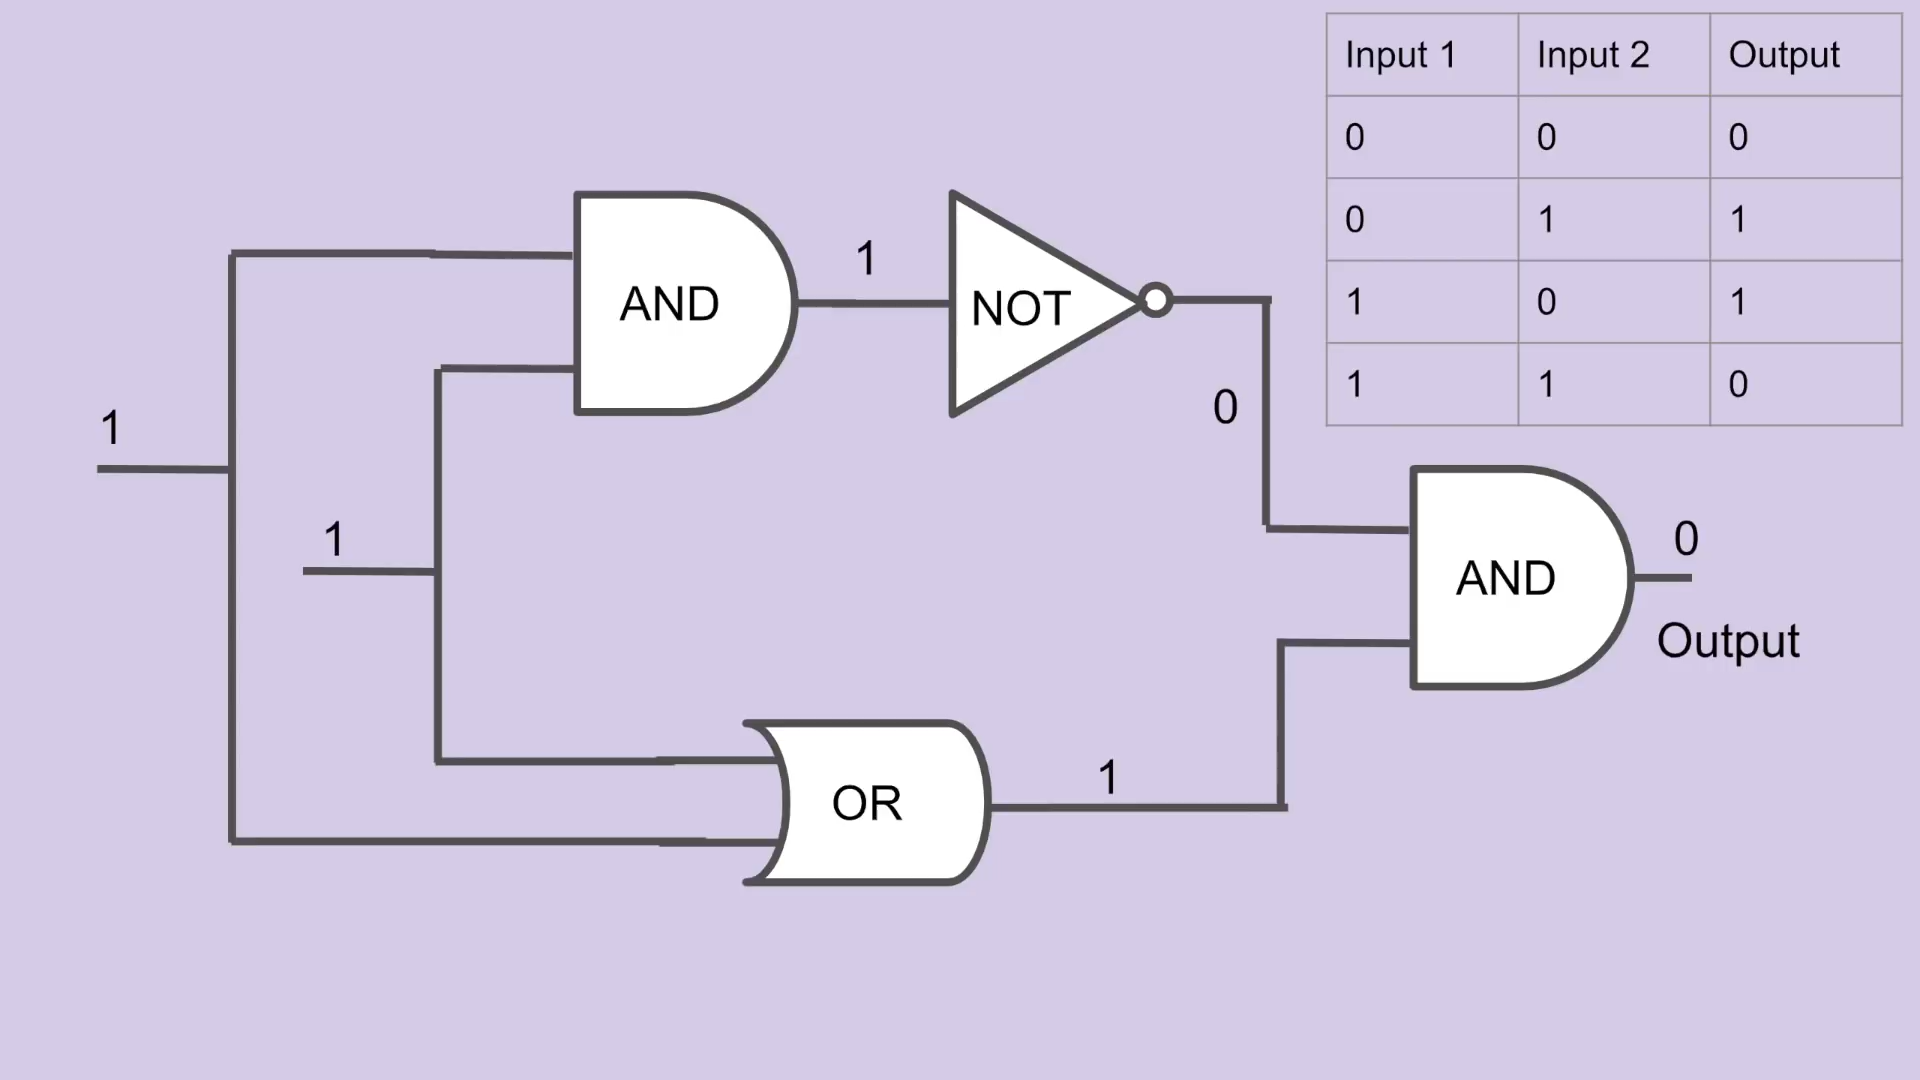 Input 1 Input 2 Output
0 0 0
0 1 1
1 0 1
1 1 0
1
AND
NOT
0
1
1
AND
0
Output
OR
1